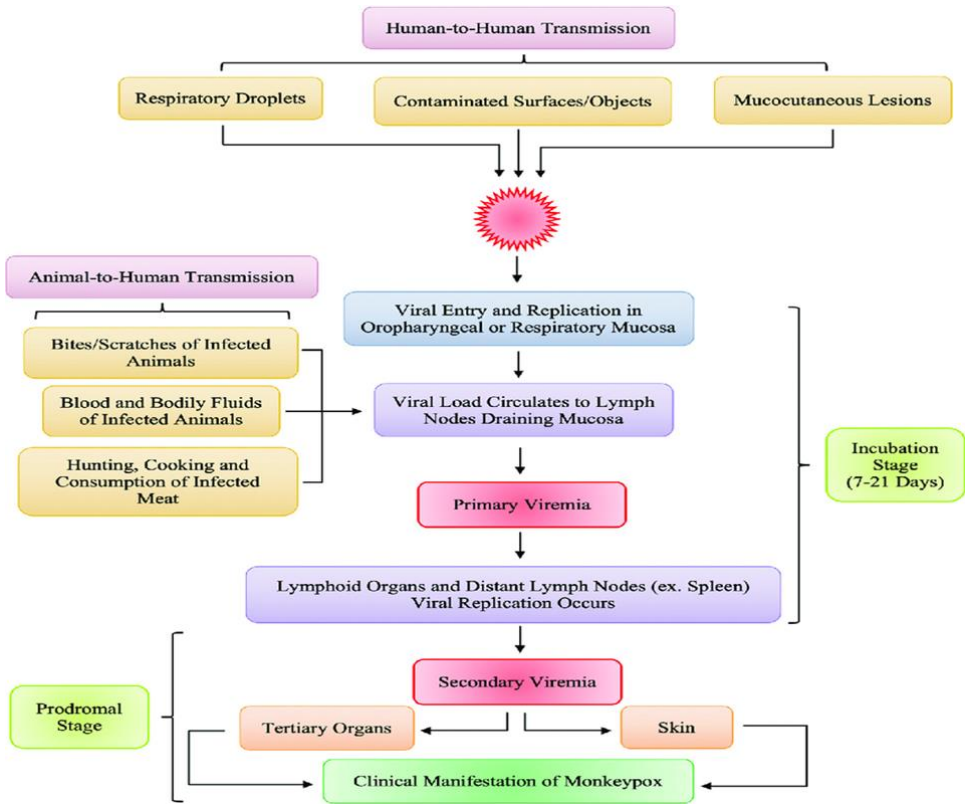 Human-to-Human Transmission
Respiratory Droplets
Contaminated Surfaces/Objects
Mucocutaneous Lesions
Animal-to-Human Transmission
Bites/Scratches of Infected
Animals
Blood and Bodily Fluids
of Infected Animals
Hunting, Cooking and
Consumption of Infected
Meat
Viral Entry and Replication in
Oropharyngeal or Respiratory Mucosa
Viral Load Circulates to Lymph
Nodes Draining Mucosa
Primary Viremia
Lymphoid Organs and Distant Lymph Nodes (ex. Spleen)
Viral Replication Occurs
Incubation
Stage
(7-21 Days)
Secondary Viremia
Prodromal
Stage
Tertiary Organs
Skin
Clinical Manifestation of Monkeypox